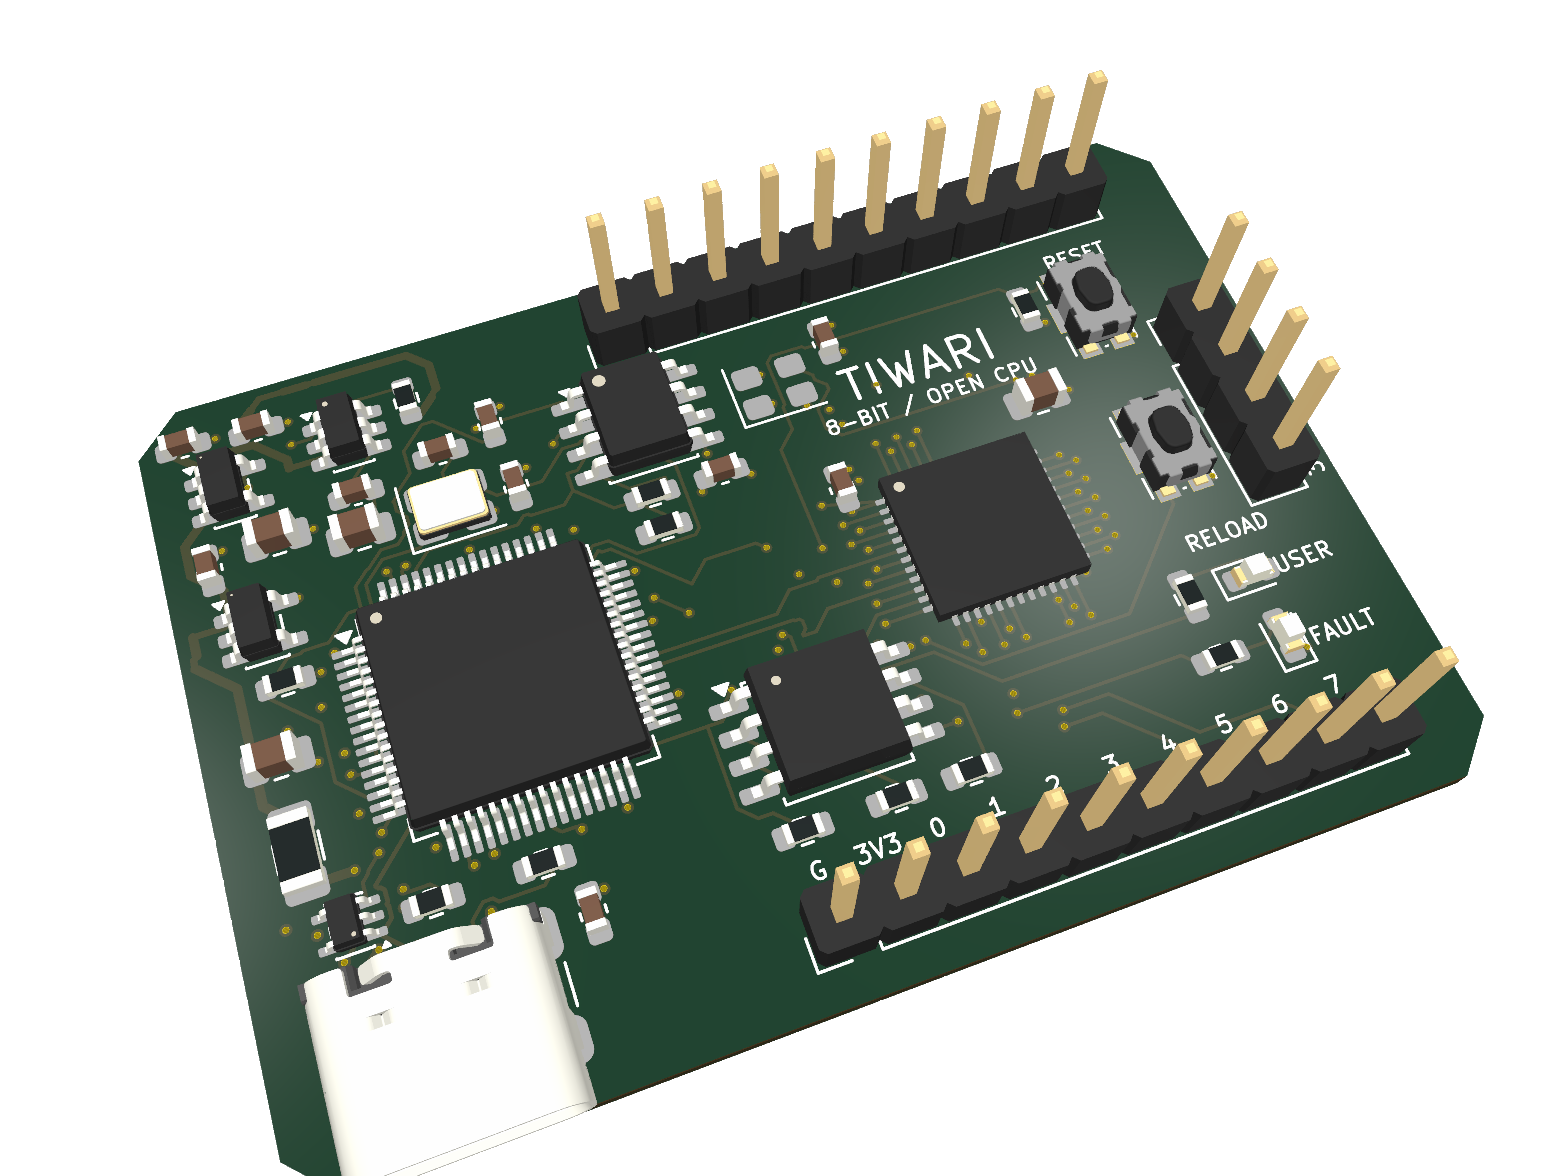 RESET
TIWARI
8-BIT / OPEN CPU
RELOAD
USER
FAULT
G 3V3 0 1 2 3 4 5 6 7